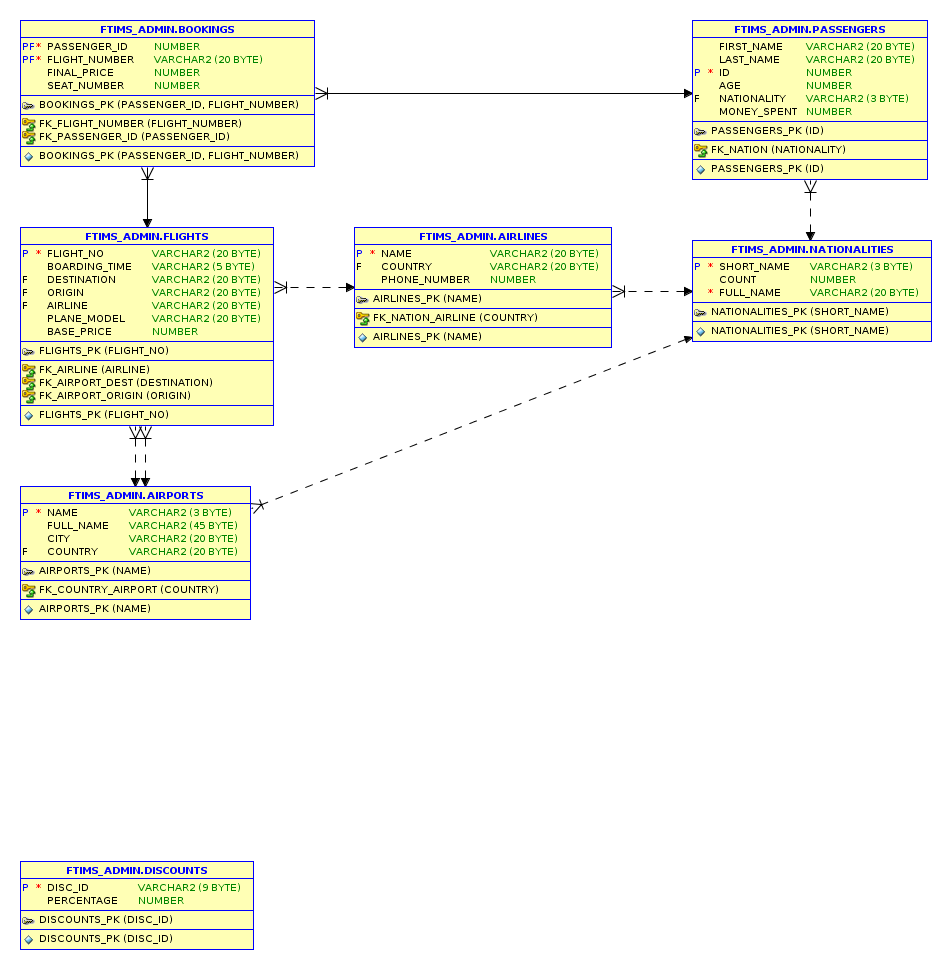 FTIMS_ADMIN.BOOKINGS
PF* PASSENGER_ID NUMBER
PF* FLIGHT_NUMBER VARCHAR2 (20 BYTE)
FINAL_PRICE NUMBER
SEAT_NUMBER NUMBER
BOOKINGS_PK (PASSENGER_ID, FLIGHT_NUMBER)
FK_FLIGHT_NUMBER (FLIGHT_NUMBER)
FK_PASSENGER_ID (PASSENGER_ID)
BOOKINGS_PK (PASSENGER_ID, FLIGHT_NUMBER)
FTIMS_ADMIN.PASSENGERS
FIRST_NAME VARCHAR2 (20 BYTE)
LAST_NAME VARCHAR2 (20 BYTE)
P * ID NUMBER
AGE NUMBER
F NATIONALITY VARCHAR2 (3 BYTE)
MONEY_SPENT NUMBER
PASSENGERS_PK (ID)
FK_NATION (NATIONALITY)
PASSENGERS_PK (ID)
FTIMS_ADMIN.FLIGHTS
P * FLIGHT_NO VARCHAR2 (20 BYTE)
BOARDING_TIME VARCHAR2 (5 BYTE)
F DESTINATION VARCHAR2 (20 BYTE)
F ORIGIN VARCHAR2 (20 BYTE)
F AIRLINE VARCHAR2 (20 BYTE)
PLANE_MODEL VARCHAR2 (20 BYTE)
BASE_PRICE NUMBER
FLIGHTS_PK (FLIGHT_NO)
FK_AIRLINE (AIRLINE)
FK_AIRPORT_DEST (DESTINATION)
FK_AIRPORT_ORIGIN (ORIGIN)
FLIGHTS_PK (FLIGHT_NO)
FTIMS_ADMIN.AIRLINES
P * NAME VARCHAR2 (20 BYTE)
F COUNTRY VARCHAR2 (20 BYTE)
PHONE_NUMBER NUMBER
AIRLINES_PK (NAME)
FK_NATION_AIRLINE (COUNTRY)
AIRLINES_PK (NAME)
FTIMS_ADMIN.NATIONALITIES
P * SHORT_NAME VARCHAR2 (3 BYTE)
COUNT NUMBER
* FULL_NAME VARCHAR2 (20 BYTE)
NATIONALITIES_PK (SHORT_NAME)
NATIONALITIES_PK (SHORT_NAME)
FTIMS_ADMIN.AIRPORTS
P * NAME VARCHAR2 (3 BYTE)
FULL_NAME VARCHAR2 (45 BYTE)
CITY VARCHAR2 (20 BYTE)
F COUNTRY VARCHAR2 (20 BYTE)
AIRPORTS_PK (NAME)
FK_COUNTRY_AIRPORT (COUNTRY)
AIRPORTS_PK (NAME)
FTIMS_ADMIN.DISCOUNTS
P * DISC_ID VARCHAR2 (9 BYTE)
PERCENTAGE NUMBER
DISCOUNTS_PK (DISC_ID)
DISCOUNTS_PK (DISC_ID)